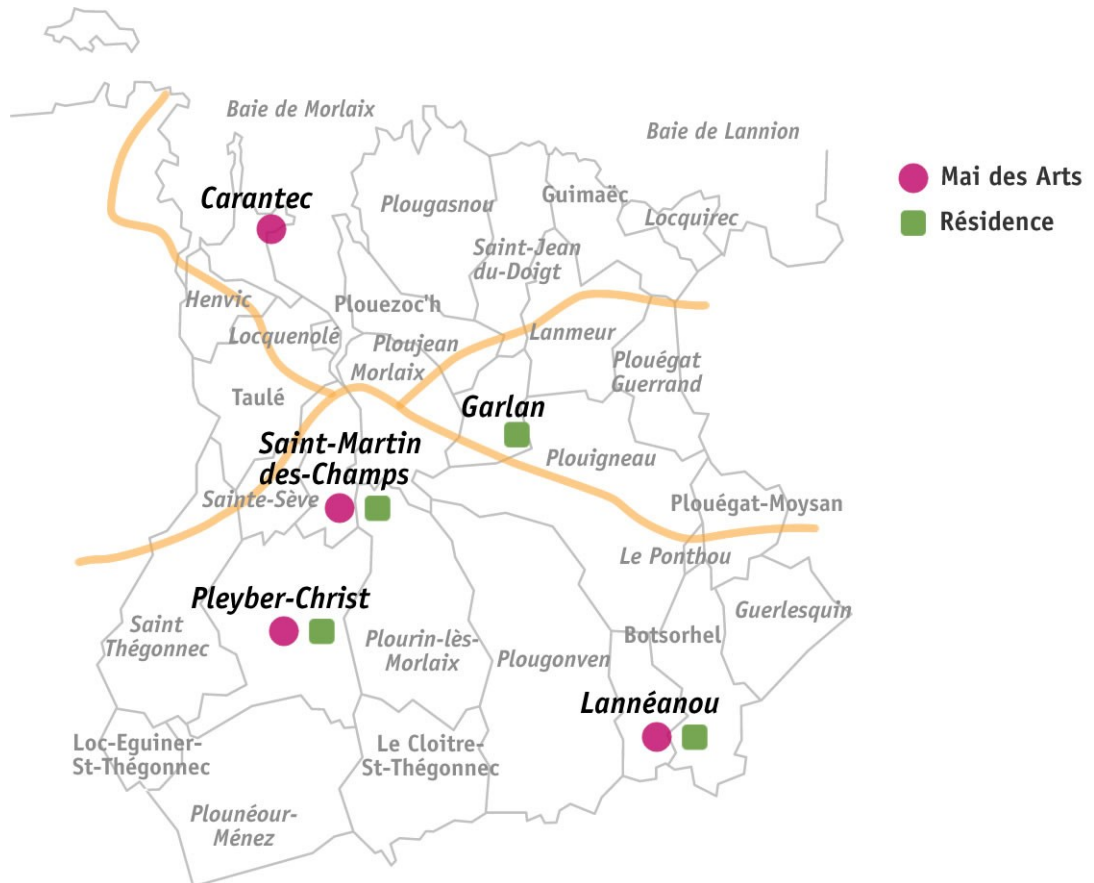 Baie de Morlaix
Baie de Lannion
Mai des Arts
Résidence
Carantec
Plougasnou
Guimaëc
Locquirec
Saint-Jean
du-Doigt
Henvic
Plouezoc'h
Locquenolé
Ploujean
Morlaix
Lanmeur
Plouégat
Guerrand
Taulé
Garlan
Saint-Martin
des-Champs
Plouigneau
Sainte-Sève
Plouégat-Moysan
Le Ponthou
Pleyber-Christ
Guerlesquin
Saint
Thégonnec
Plourin-lès-
Morlaix
Plougonven
Botsorhel
Lannéanou
Loc-Eguiner-
St-Thégonnec
Le Cloitre-
St-Thégonnec
Plounéour-
Ménez